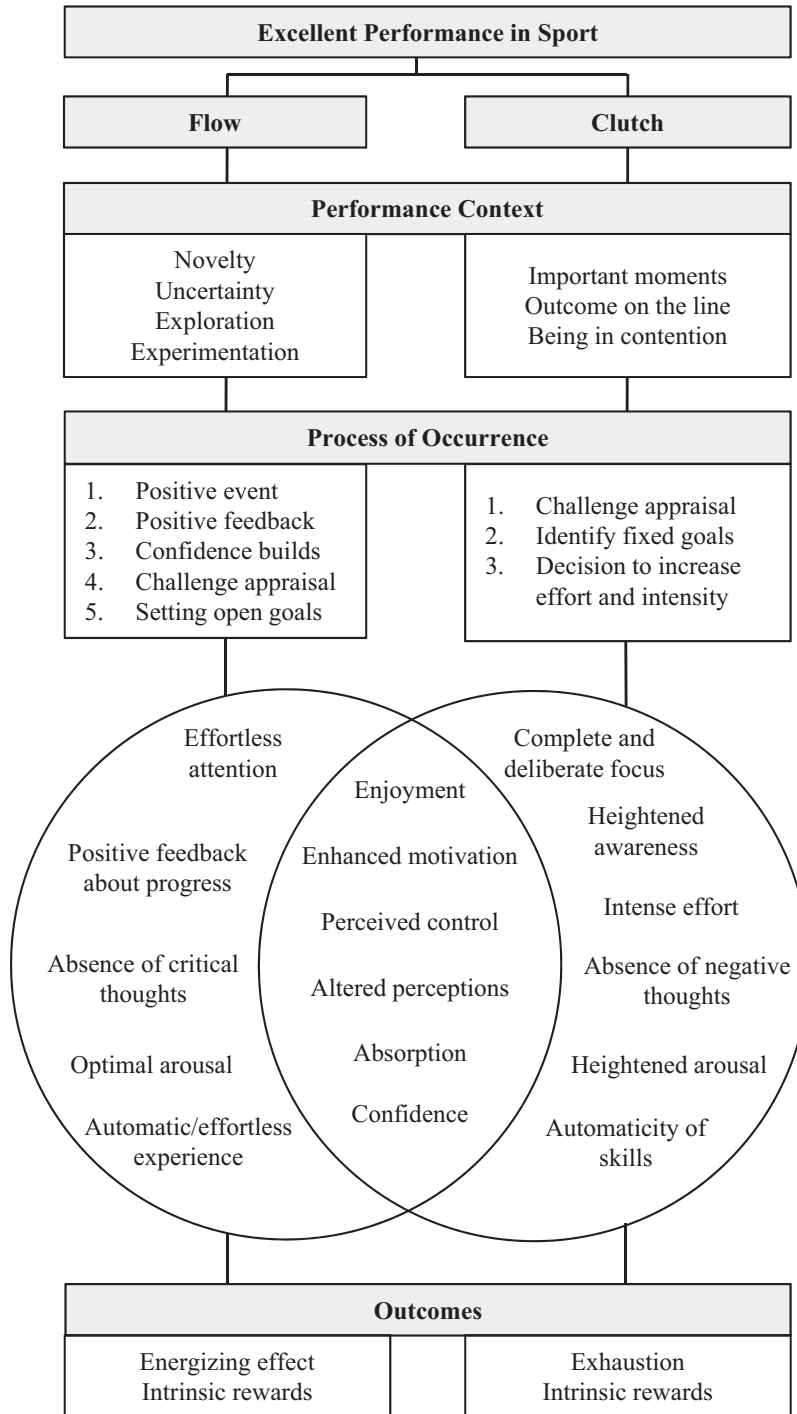 Excellent Performance in Sport
Flow
Clutch
Performance Context
Novelty
Uncertainty
Exploration
Experimentation
Important moments
Outcome on the line
Being in contention
Process of Occurrence
1. Positive event
2. Positive feedback
3. Confidence builds
4. Challenge appraisal
5. Setting open goals
1. Challenge appraisal
2. Identify fixed goals
3. Decision to increase
effort and intensity
Effortless
attention
Positive feedback
about progress
Absence of critical
thoughts
Optimal arousal
Automatic/effortless
experience
Enjoyment
Enhanced motivation
Perceived control
Altered perceptions
Absorption
Confidence
Complete and
deliberate focus
Heightened
awareness
Intense effort
Absence of negative
thoughts
Heightened arousal
Automaticity of
skills
Outcomes
Energizing effect
Intrinsic rewards
Exhaustion
Intrinsic rewards